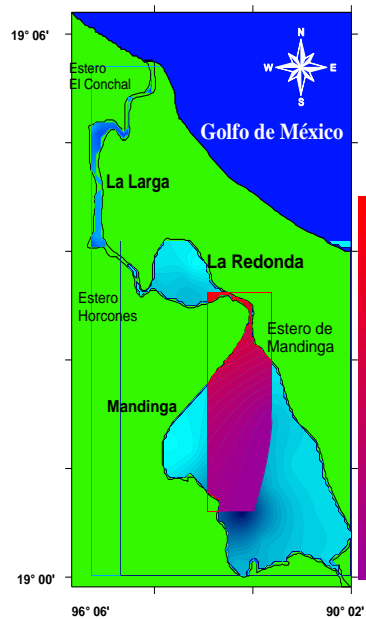 19° 06'
N
W E
S
Estero
El Conchal
Golfo de México
La Larga
La Redonda
Estero
Horcones
Estero de
Mandinga
Mandinga
19° 00'
96° 06' 90° 02'